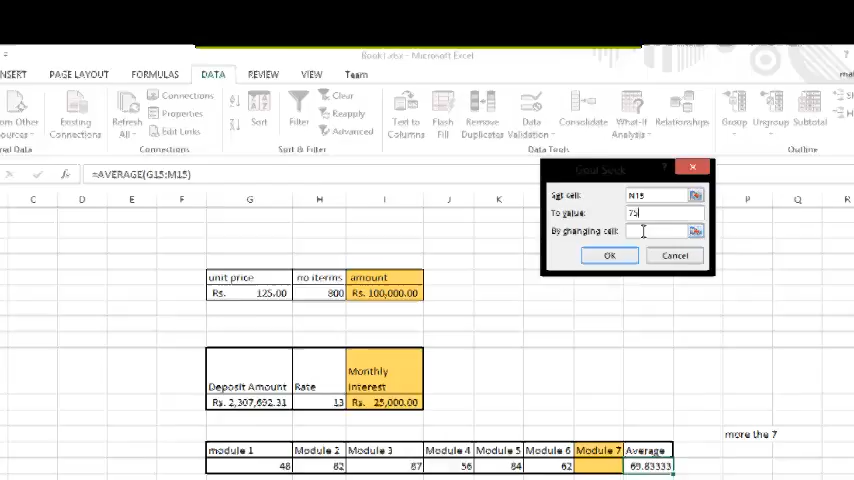 Book1.xlsx - Microsoft Excel
INSERT PAGE LAYOUT FORMULAS DATA REVIEW VIEW Team
om Other Sources
Existing Connections
Refresh All
Connections
Properties
Edit Links
Sort
Filter
Clear
Reapply
Advanced
Text to Columns
Flash Fill
Remove Duplicates
Data Validation
Consolidate
What-If Analysis
Relationships
Group
Ungroup
Subtotal
nal Data Connections Sort & Filter Data Tools Outline
fx =AVERAGE(G15:M15)
Goal Seek ?
Set cell: N15
To value: 75
By changing cell:
OK Cancel
C D E F G H I J K P Q R
unit price no iterms amount
Rs. 125.00 800 Rs. 100,000.00
Monthly
Deposit Amount Rate Interest
Rs. 2,307,692.31 13 Rs. 25,000.00
more the 7
module 1 Module 2 Module 3 Module 4 Module 5 Module 6 Module 7 Average
48 82 87 56 84 62 69.83333